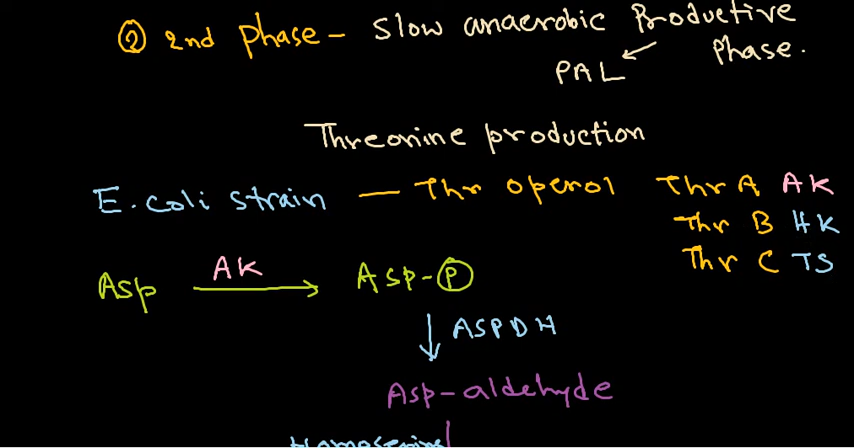 ② 2nd phase - Slow anaerobic Productive phase.
PAL
Threonine production
E. coli strain — Thr operol Thr A AK
Thr B HK
Thr C TS
Asp AK Asp-Ⓟ
ASPDH
Asp-aldehyde
Homoserine